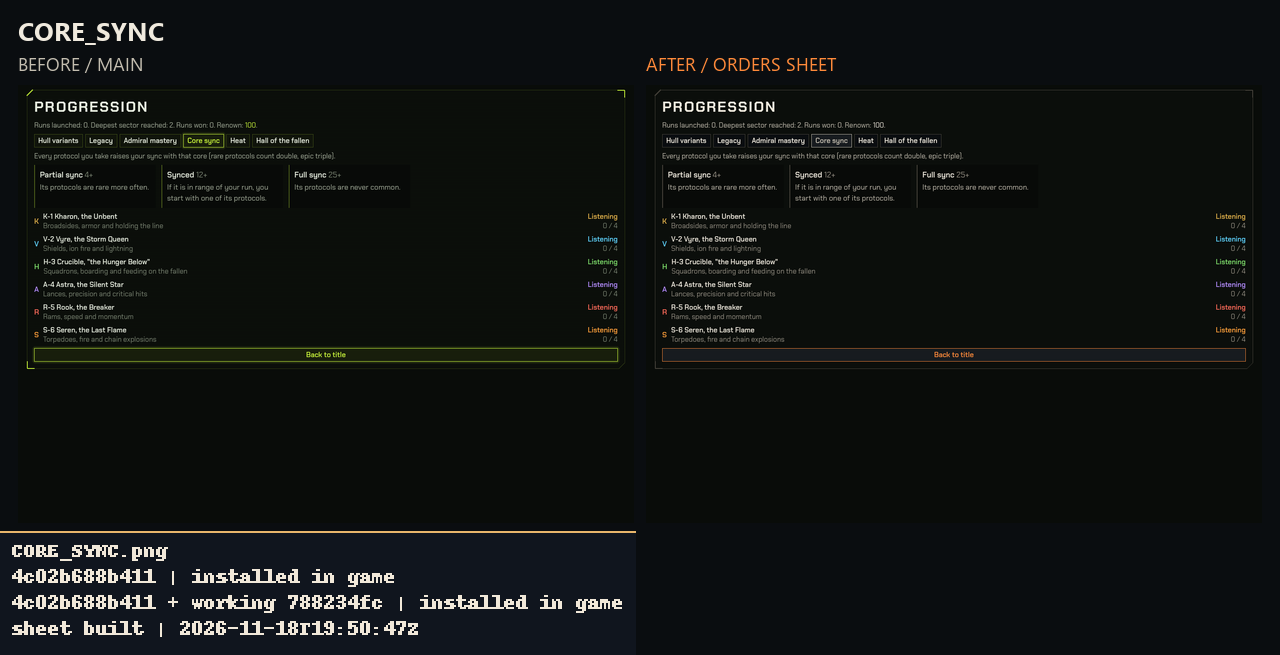 CORE_SYNC
BEFORE / MAIN
PROGRESSION
Runs launched: 0. Deepest sector reached: 2. Runs won: 0. Renown: 100.
Hull variants Legacy Admiral mastery Core sync Heat Hall of the fallen
Every protocol you take raises your sync with that core (rare protocols count double, epic triple).
Partial sync 4+
Its protocols are rare more often.
Synced 12+
If it is in range of your run, you
start with one of its protocols.
Full sync 25+
Its protocols are never common.
K K-1 Kharon, the Unbent Listening
Broadsides, armor and holding the line 0 / 4
V V-2 Vyre, the Storm Queen Listening
Shields, ion fire and lightning 0 / 4
H H-3 Crucible, "the Hunger Below" Listening
Squadrons, boarding and feeding on the fallen 0 / 4
A A-4 Astra, the Silent Star Listening
Lances, precision and critical hits 0 / 4
R R-5 Rook, the Breaker Listening
Rams, speed and momentum 0 / 4
S S-6 Seren, the Last Flame Listening
Torpedoes, fire and chain explosions 0 / 4
Back to title
AFTER / ORDERS SHEET
PROGRESSION
Runs launched: 0. Deepest sector reached: 2. Runs won: 0. Renown: 100.
Hull variants Legacy Admiral mastery Core sync Heat Hall of the fallen
Every protocol you take raises your sync with that core (rare protocols count double, epic triple).
Partial sync 4+
Its protocols are rare more often.
Synced 12+
If it is in range of your run, you
start with one of its protocols.
Full sync 25+
Its protocols are never common.
K K-1 Kharon, the Unbent Listening
Broadsides, armor and holding the line 0 / 4
V V-2 Vyre, the Storm Queen Listening
Shields, ion fire and lightning 0 / 4
H H-3 Crucible, "the Hunger Below" Listening
Squadrons, boarding and feeding on the fallen 0 / 4
A A-4 Astra, the Silent Star Listening
Lances, precision and critical hits 0 / 4
R R-5 Rook, the Breaker Listening
Rams, speed and momentum 0 / 4
S S-6 Seren, the Last Flame Listening
Torpedoes, fire and chain explosions 0 / 4
Back to title
CORE_SYNC.png
4c02b688b411 | installed in game
4c02b688b411 + working 788234fc | installed in game
sheet built | 2026-11-18T19:50:47Z